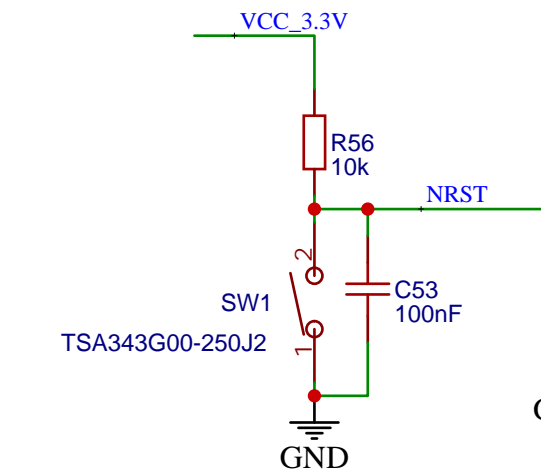 VCC_3.3V
R56
10k
NRST
2
SW1
C53
100nF
TSA343G00-250J2
1
GND